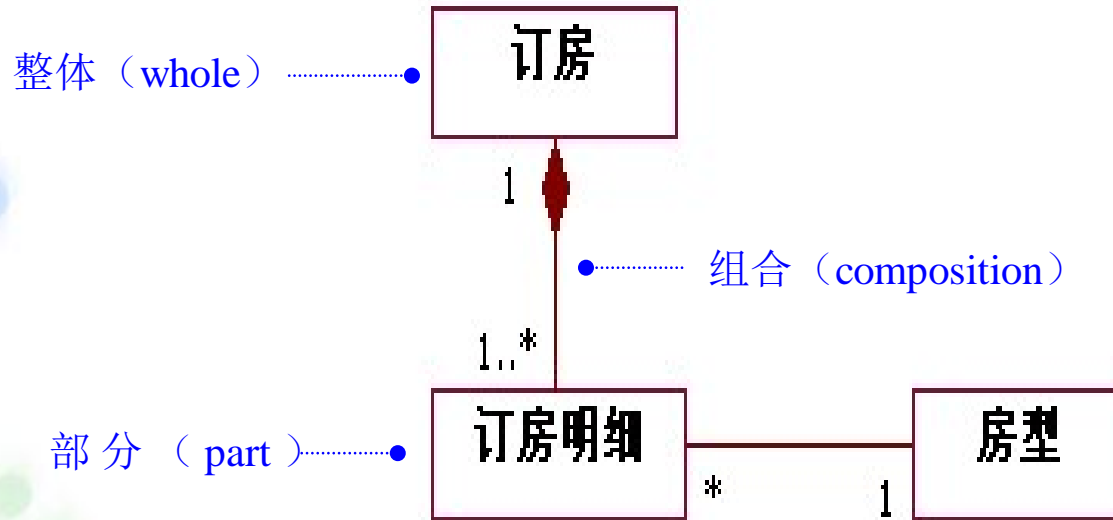 订房
整体（whole）
1
组合（composition）
1..*
订房明细
房型
部 分 （ part ）
*
1